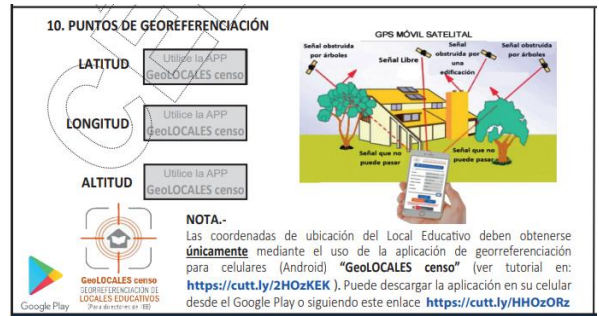 10. PUNTOS DE GEOREFERENCIACIÓN
LATITUD
Utilice la APP
GeoLOCALES censo
LONGITUD
Utilice la APP
GeoLOCALES censo
ALTITUD
Utilice la APP
GeoLOCALES censo
GPS MÓVIL SATELITAL
Señal obstruida
por árboles
Señal Libre
Señal
obstruida por
una
edificación
Señal obstruida
por árboles
Señal que no
puede pasar
Señal que no
puede pasar
GeoLOCALES censo
GEORREFERENCIACIÓN DE
LOCALES EDUCATIVOS
(Para directores de IIEE)
Google Play
NOTA.-
Las coordenadas de ubicación del Local Educativo deben obtenerse
únicamente mediante el uso de la aplicación de georreferenciación
para celulares (Android) “GeoLOCALES censo” (ver tutorial en:
https://cutt.ly/2HOzKEK ). Puede descargar la aplicación en su celular
desde el Google Play o siguiendo este enlace https://cutt.ly/HHOzORz